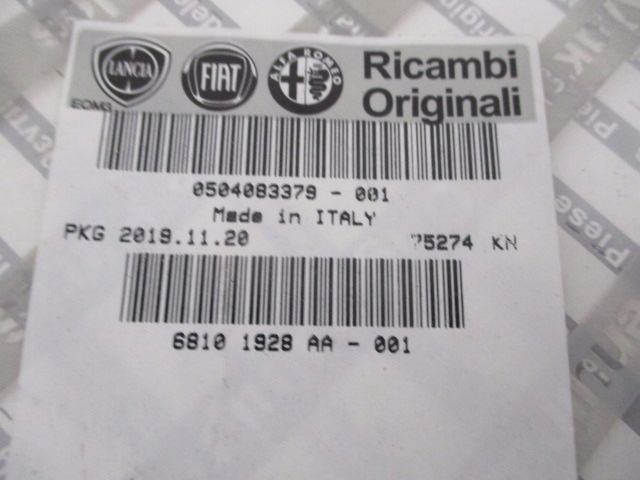 LANCIA FIAT ALFA ROMEO Ricambi
Originali
EOM3
0504083379 - 001
Made in ITALY
PKG 2019.11.20 75274 KN
6810 1928 AA - 001